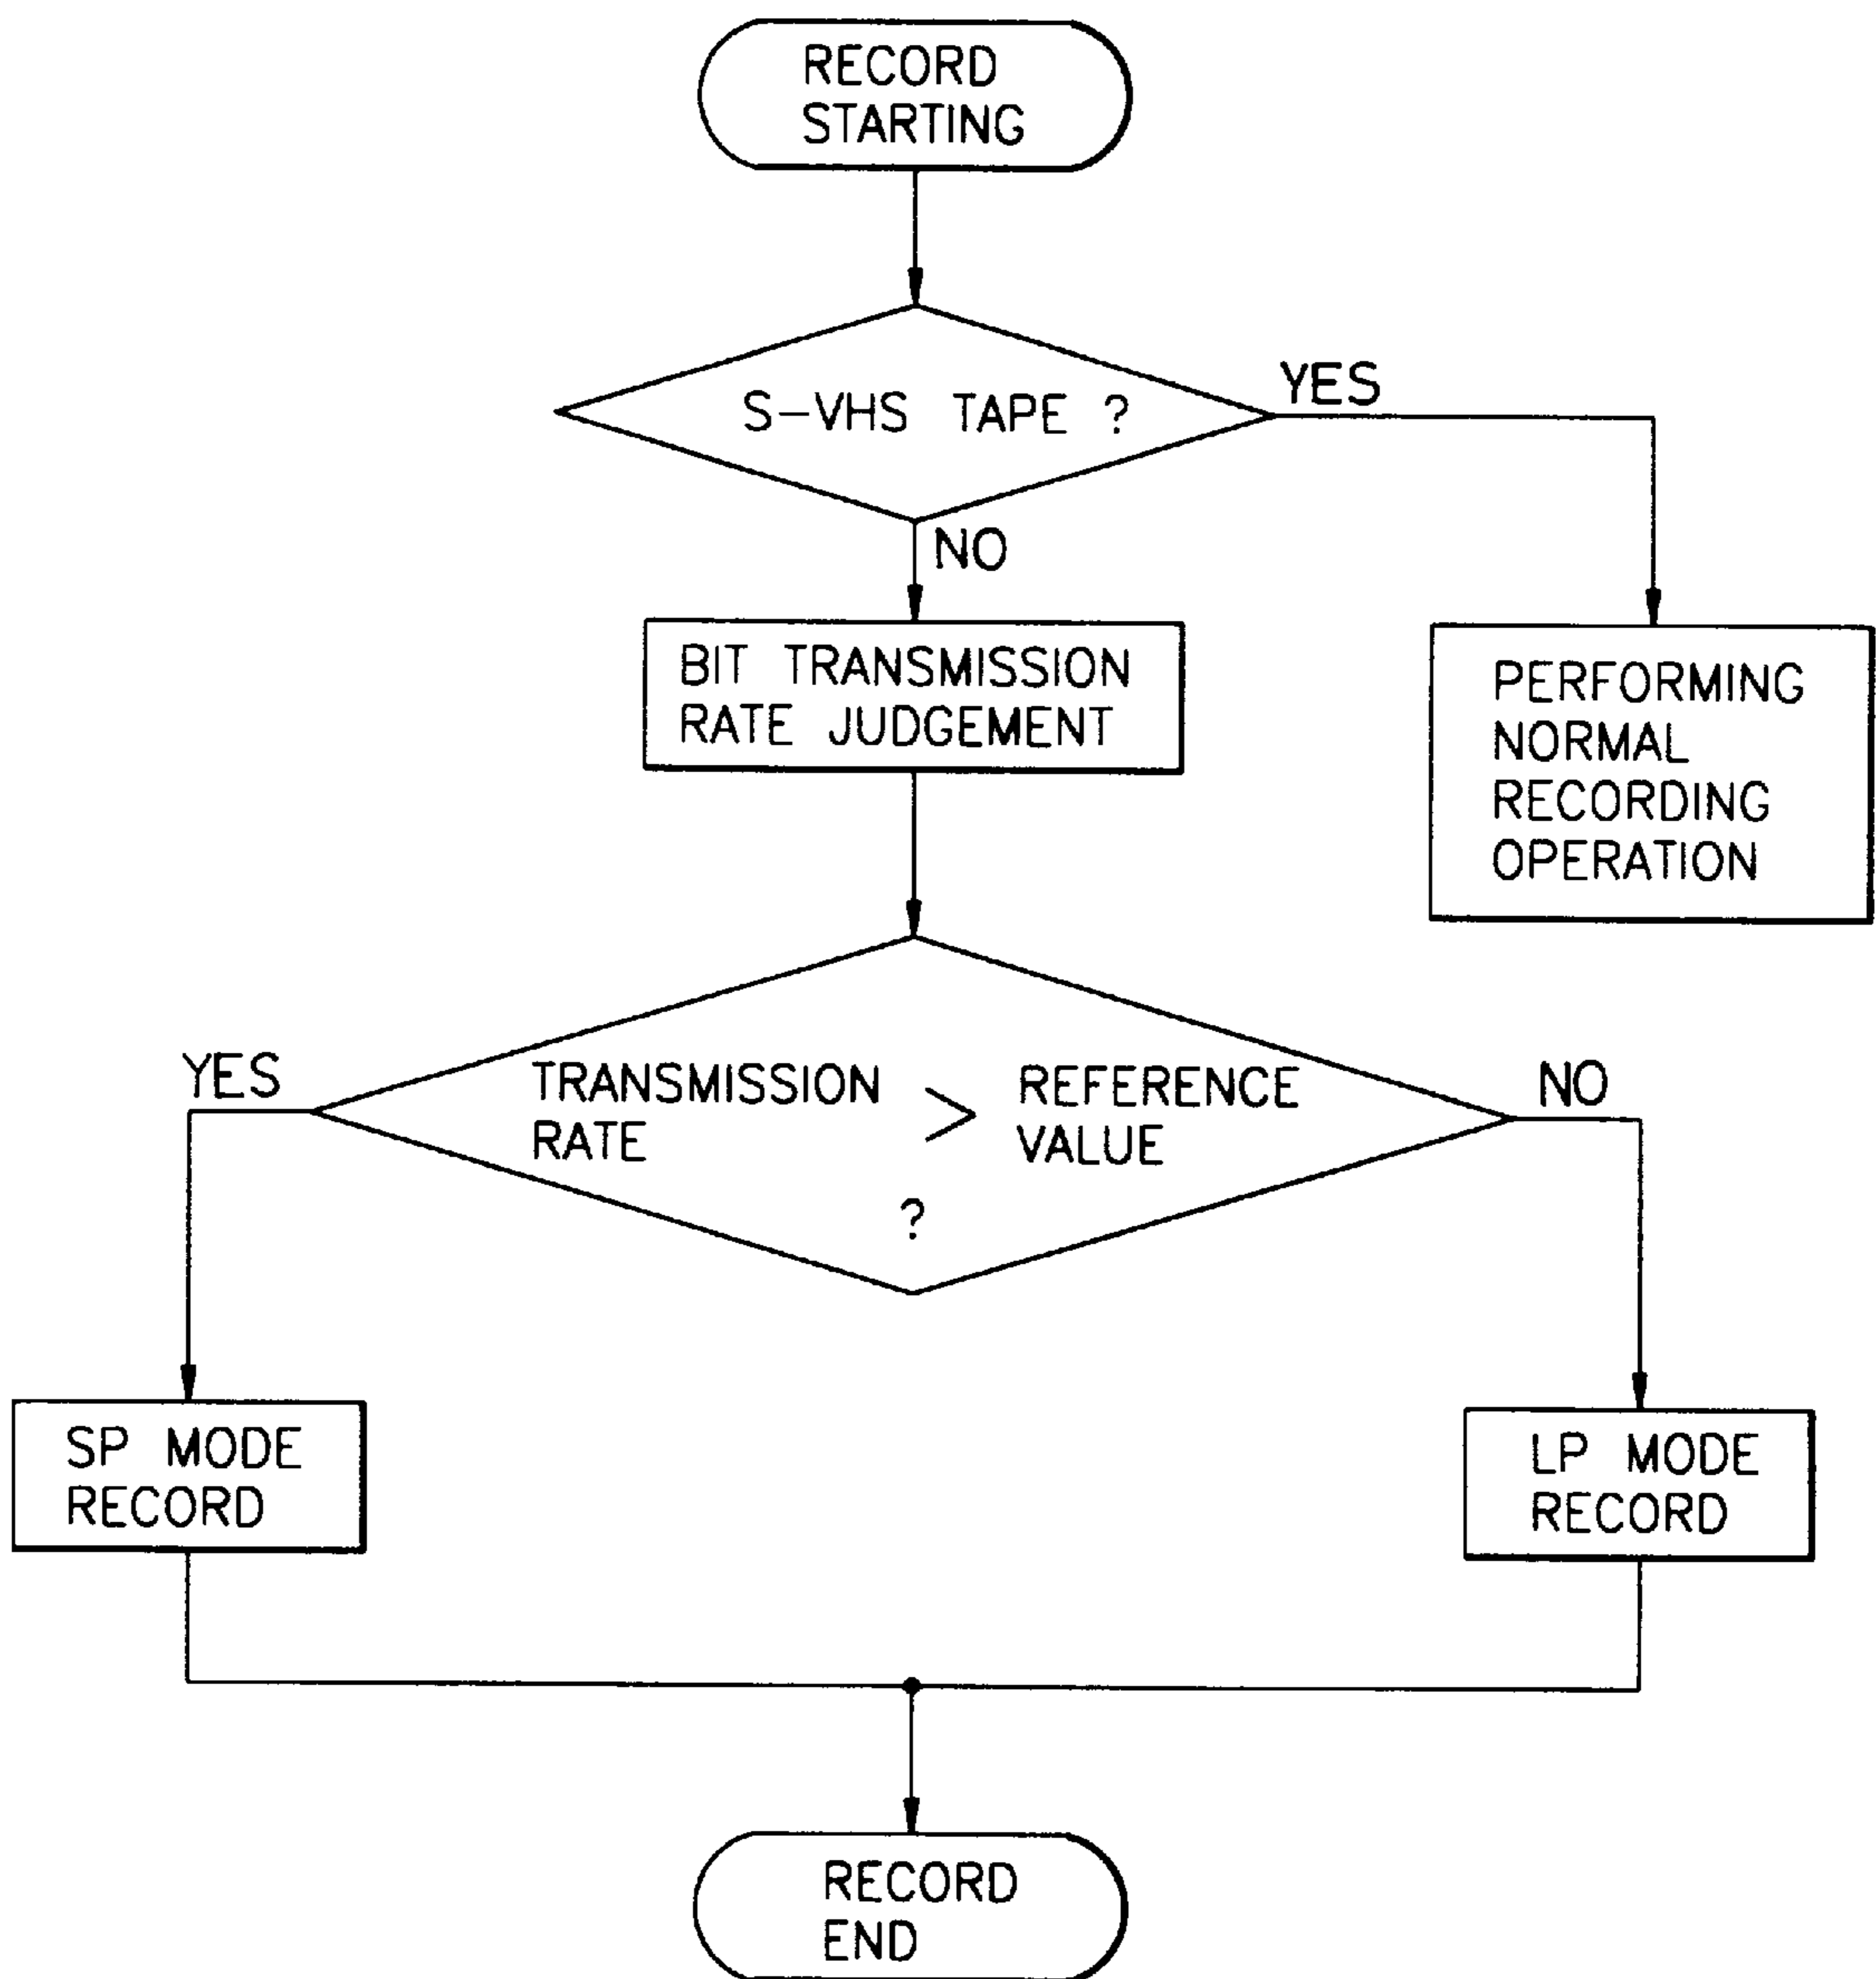 RECORD
STARTING
S-VHS TAPE ?
YES
NO
BIT TRANSMISSION
RATE JUDGEMENT
PERFORMING
NORMAL
RECORDING
OPERATION
YES
TRANSMISSION
RATE
>
REFERENCE
VALUE
?
NO
SP MODE
RECORD
LP MODE
RECORD
RECORD
END